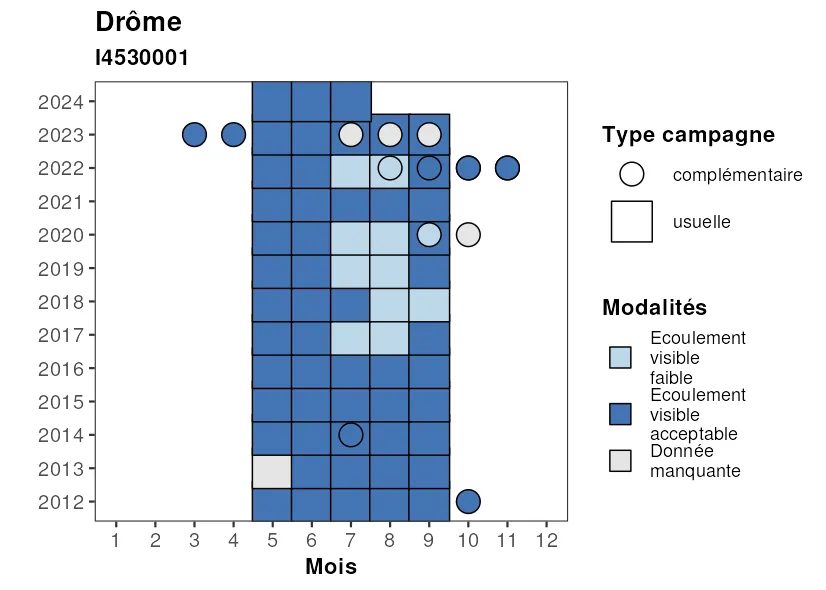 Drôme
I4530001
2024
2023
2022
2021
2020
2019
2018
2017
2016
2015
2014
2013
2012
1 2 3 4 5 6 7 8 9 10 11 12
Mois
Type campagne
complémentaire
usuelle
Modalités
Ecoulement
visible
faible
Ecoulement
visible
acceptable
Donnée
manquante